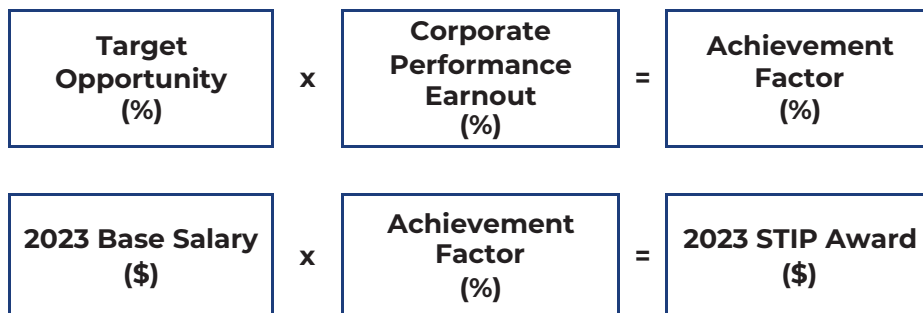 Target
Opportunity
(%)
x
Corporate
Performance
Earnout
(%)
=
Achievement
Factor
(%)
2023 Base Salary
($)
x
Achievement
Factor
(%)
=
2023 STIP Award
($)